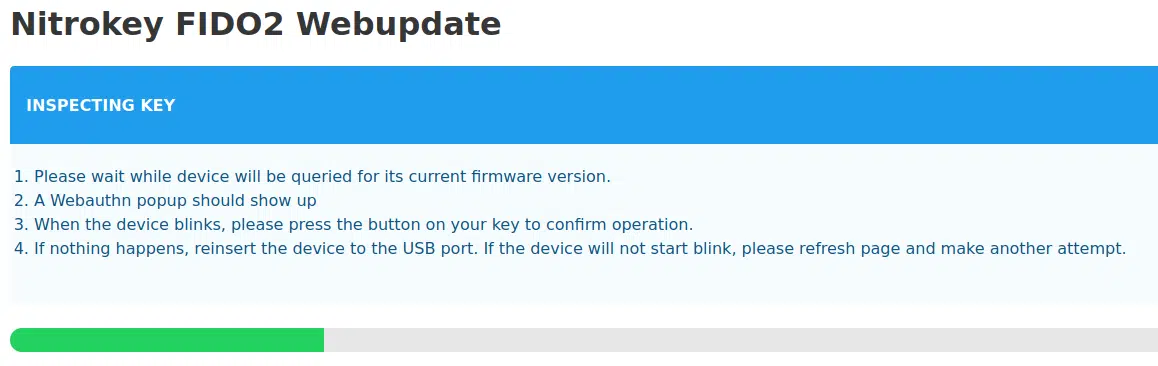 Nitrokey FIDO2 Webupdate
INSPECTING KEY
1. Please wait while device will be queried for its current firmware version.
2. A Webauthn popup should show up
3. When the device blinks, please press the button on your key to confirm operation.
4. If nothing happens, reinsert the device to the USB port. If the device will not start blink, please refresh page and make another attempt.